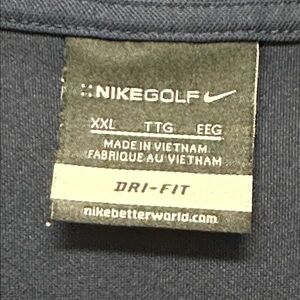 NIKEGOLF
XXL TTG EEG
MADE IN VIETNAM
FABRIQUE AU VIETNAM
DRI-FIT
nikebetterworld.com